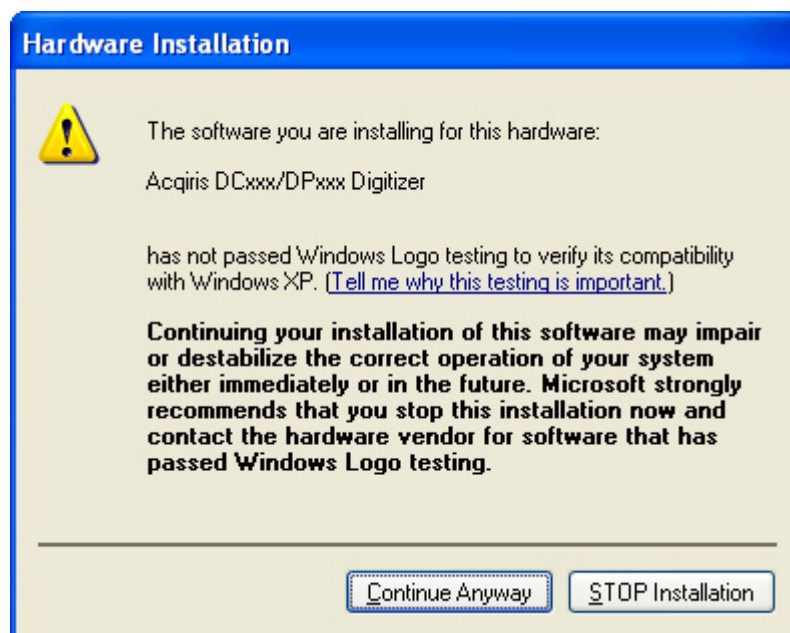 Hardware Installation
The software you are installing for this hardware:
Acqiris DCxxx/DPxxx Digitizer
has not passed Windows Logo testing to verify its compatibility
with Windows XP. (Tell me why this testing is important.)
Continuing your installation of this software may impair
or destabilize the correct operation of your system
either immediately or in the future. Microsoft strongly
recommends that you stop this installation now and
contact the hardware vendor for software that has
passed Windows Logo testing.
Continue Anyway STOP Installation